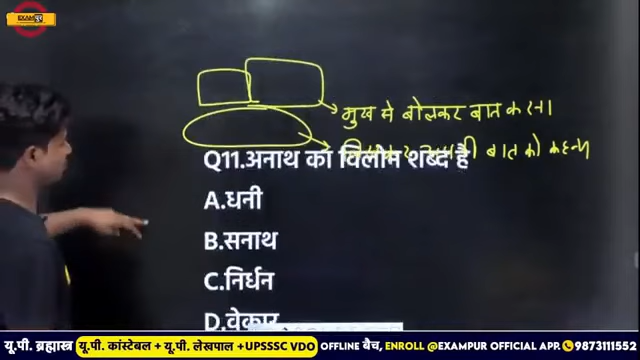 EXAMपुर
मुख से बोलकर बात करना
बात को कहना
Q11.अनाथ का विलोम शब्द है
A.धनी
B.सनाथ
C.निर्धन
D.वेकार
यू.पी. ब्रह्मास्त्र यू.पी. कांस्टेबल + यू.पी. लेखपाल +UPSSSC VDO OFFLINE बैच, ENROLL @EXAMPUR OFFICIAL APP. 9873111552